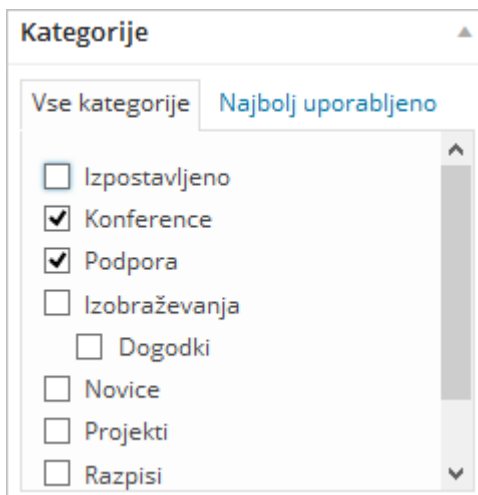 Kategorije
Vse kategorije Najbolj uporabljeno
Izpostavljeno
Konference
Podpora
Izobraževanja
Dogodki
Novice
Projekti
Razpisi